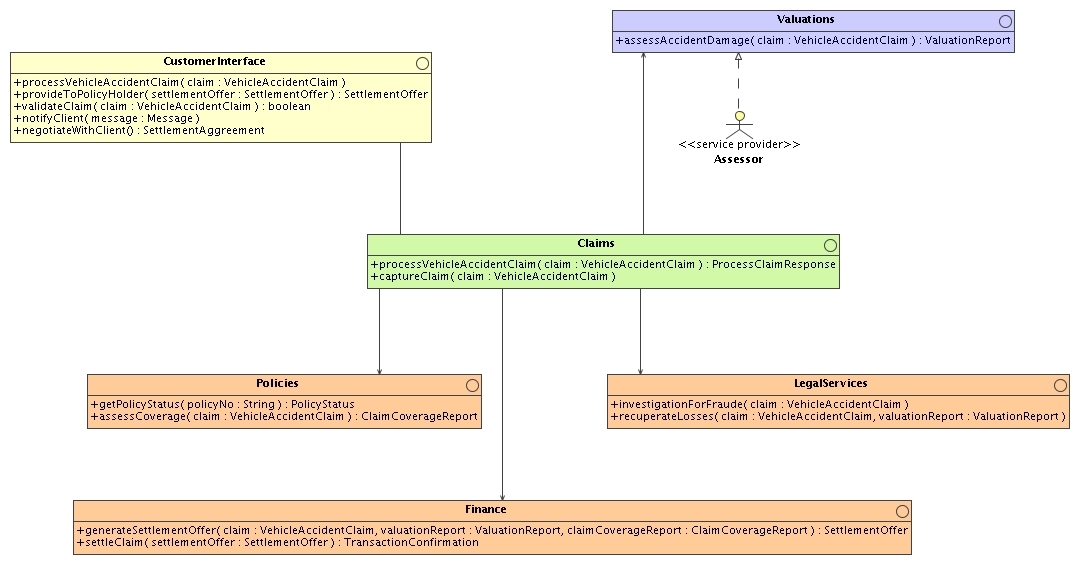 Valuations
+assessAccidentDamage( claim : VehicleAccidentClaim ) : ValuationReport
CustomerInterface
+processVehicleAccidentClaim( claim : VehicleAccidentClaim )
+provideToPolicyHolder( settlementOffer : SettlementOffer ) : SettlementOffer
+validateClaim( claim : VehicleAccidentClaim ) : boolean
+notifyClient( message : Message )
+negotiateWithClient() : SettlementAggreement
<<service provider>>
Assessor
Claims
+processVehicleAccidentClaim( claim : VehicleAccidentClaim ) : ProcessClaimResponse
+captureClaim( claim : VehicleAccidentClaim )
Policies
+getPolicyStatus( policyNo : String ) : PolicyStatus
+assessCoverage( claim : VehicleAccidentClaim ) : ClaimCoverageReport
LegalServices
+investigationForFraude( claim : VehicleAccidentClaim )
+recuperateLosses( claim : VehicleAccidentClaim, valuationReport : ValuationReport )
Finance
+generateSettlementOffer( claim : VehicleAccidentClaim, valuationReport : ValuationReport, claimCoverageReport : ClaimCoverageReport ) : SettlementOffer
+settleClaim( settlementOffer : SettlementOffer ) : TransactionConfirmation